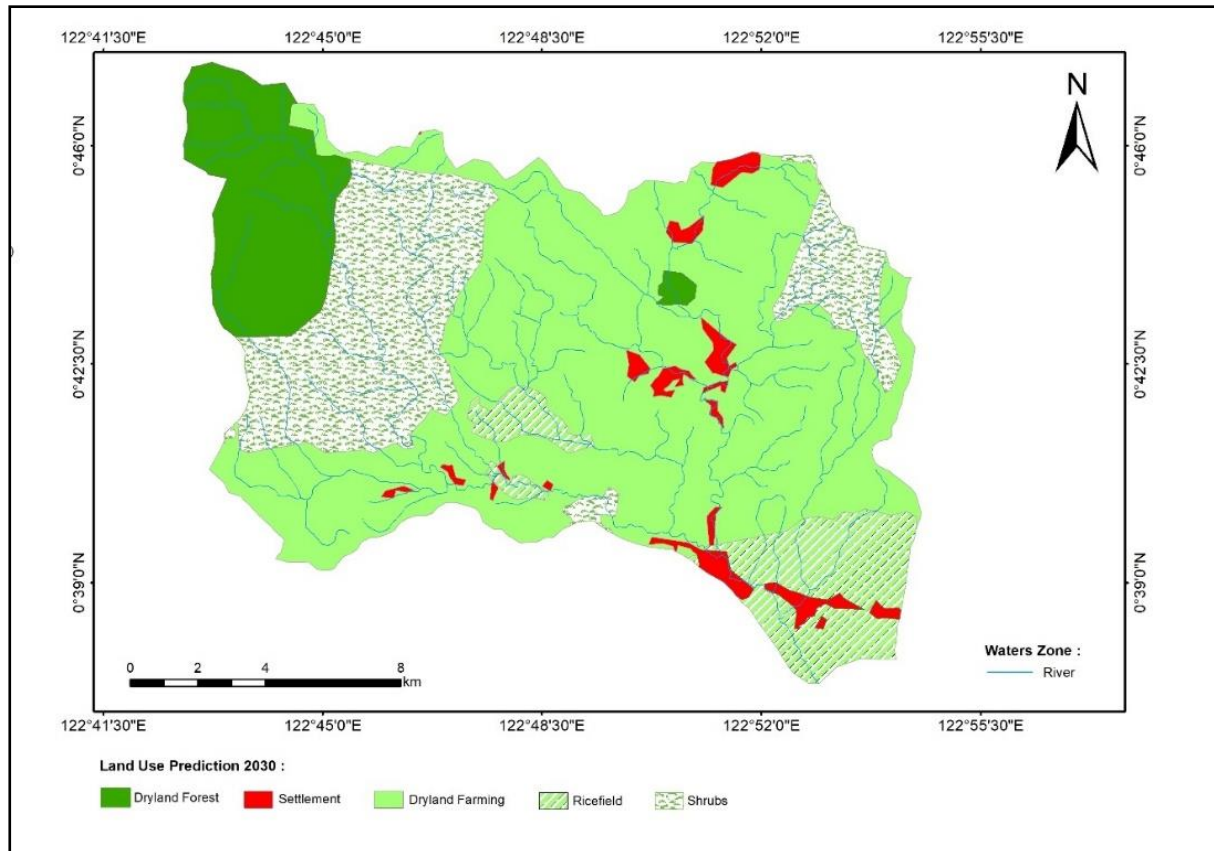 122°41'30"E 122°45'0"E 122°48'30"E 122°52'0"E 122°55'30"E
N
0°46'0"N 0°46'0"N
0°42'30"N 0°42'30"N
0°39'0"N 0°39'0"N
Waters Zone :
River
0 2 4 8
km
122°41'30"E 122°45'0"E 122°48'30"E 122°52'0"E 122°55'30"E
Land Use Prediction 2030 :
Dryland Forest Settlement Dryland Farming Ricefield Shrubs